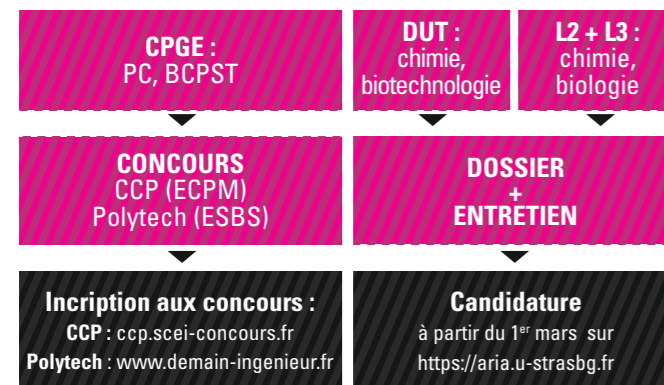 CPGE :
PC, BCPST
DUT :
chimie,
biotechnologie
L2 + L3 :
chimie,
biologie
CONCOURS
CCP (ECPM)
Polytech (ESBS)
DOSSIER
+
ENTRETIEN
Incription aux concours :
CCP : ccp.scei-concours.fr
Polytech : www.demain-ingenieur.fr
Candidature
à partir du 1er mars sur
https://aria.u-strasbg.fr